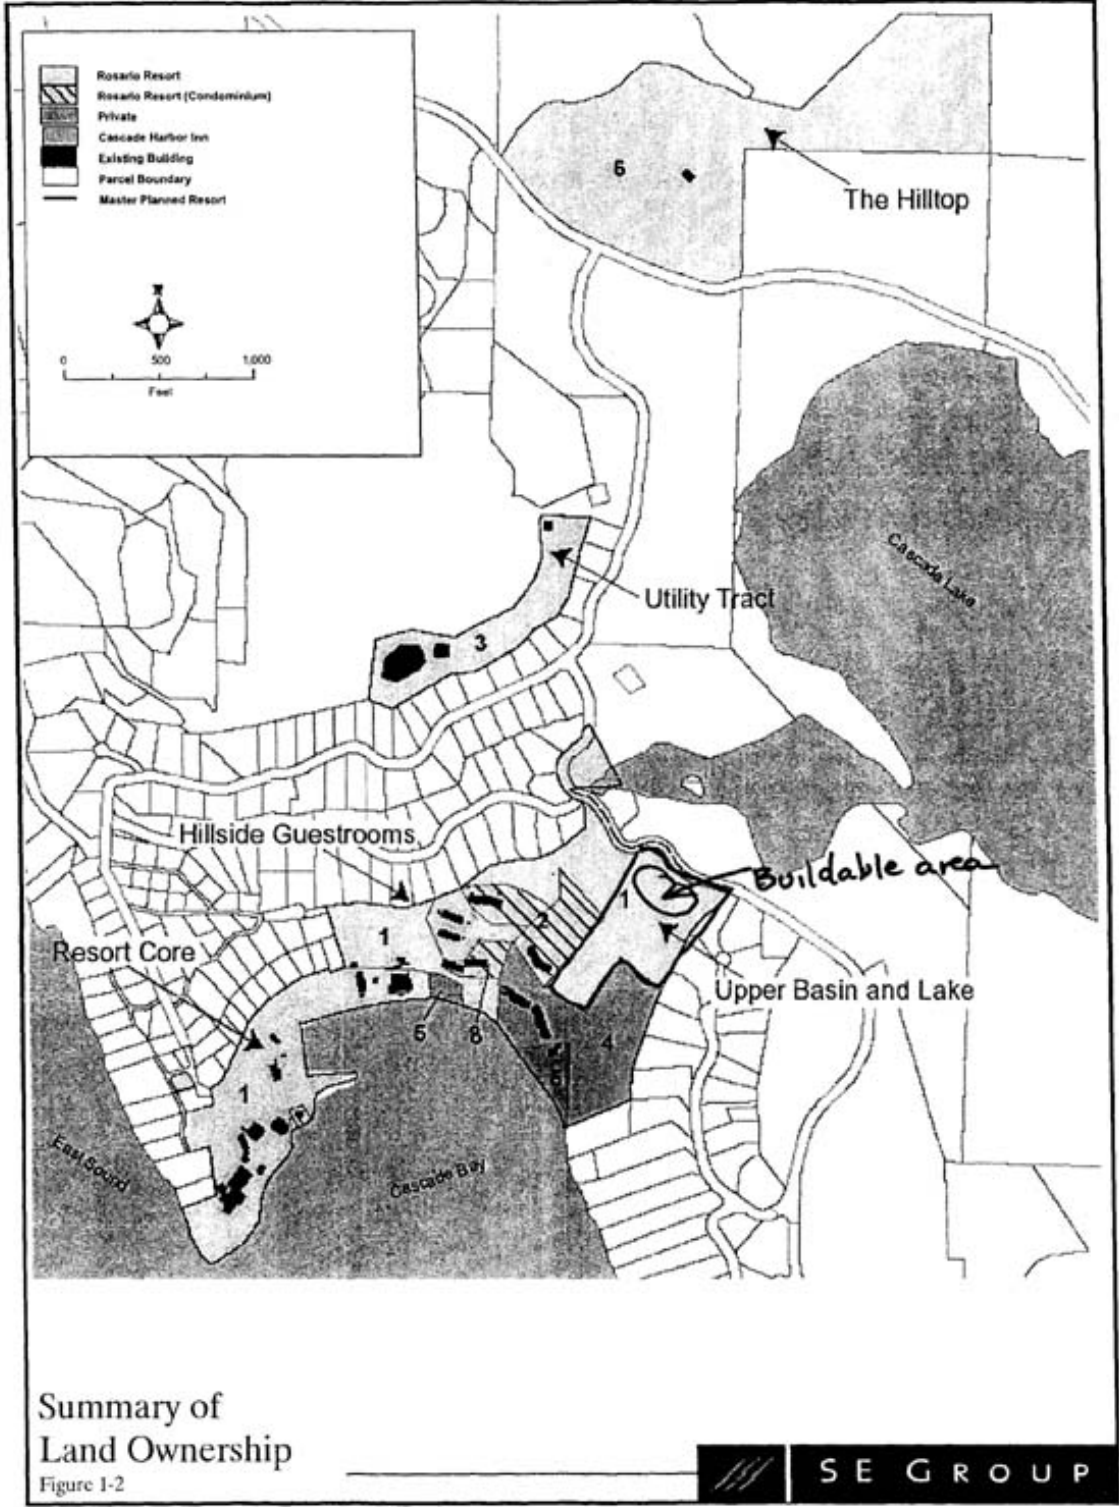 Rosario Resort
Rosario Resort (Condominium)
Private
Cascade Harbor Inn
Existing Building
Parcel Boundary
Master Planned Resort
N
0 500 1,000
Feet
6
The Hilltop
Cascade Lake
Utility Tract
3
Hillside Guestrooms
Buildable area
1
2
1
Resort Core
Upper Basin and Lake
5
8
4
1
East Sound
Cascade Bay
Summary of
Land Ownership
Figure 1-2
SE GROUP